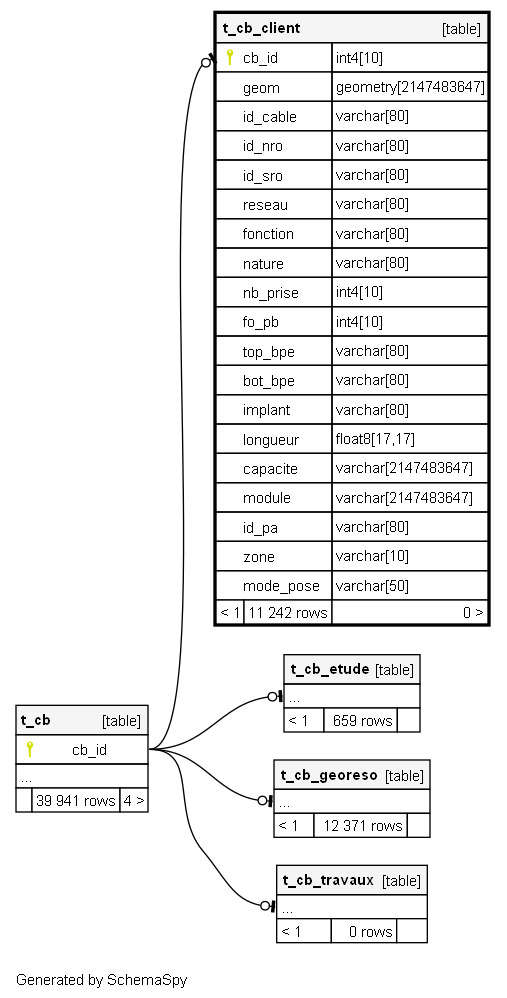 t_cb_client [table]
cb_id int4[10]
geom geometry[2147483647]
id_cable varchar[80]
id_nro varchar[80]
id_sro varchar[80]
reseau varchar[80]
fonction varchar[80]
nature varchar[80]
nb_prise int4[10]
fo_pb int4[10]
top_bpe varchar[80]
bot_bpe varchar[80]
implant varchar[80]
longueur float8[17,17]
capacite varchar[2147483647]
module varchar[2147483647]
id_pa varchar[80]
zone varchar[10]
mode_pose varchar[50]
< 1 11 242 rows 0 >
t_cb_etude [table]
...
< 1 659 rows
t_cb [table]
cb_id
...
39 941 rows 4 >
t_cb_georeso [table]
...
< 1 12 371 rows
t_cb_travaux [table]
...
< 1 0 rows
Generated by SchemaSpy